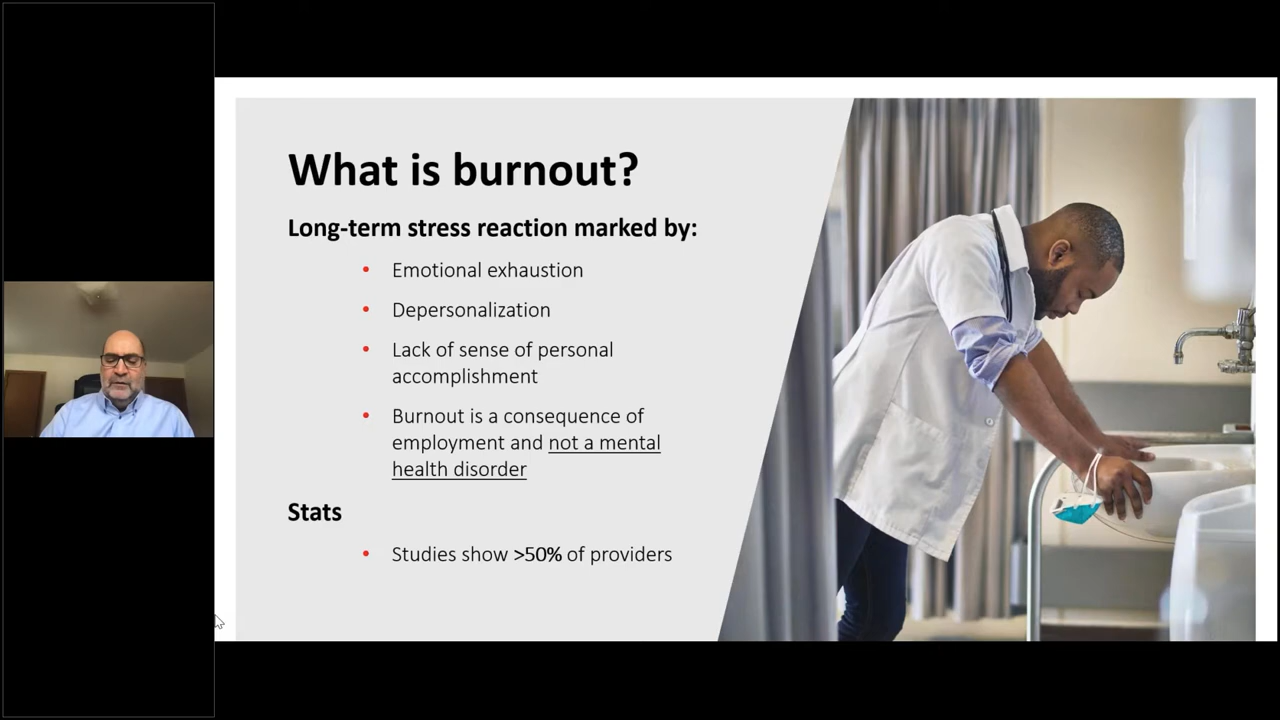 What is burnout?
Long-term stress reaction marked by:
• Emotional exhaustion
• Depersonalization
• Lack of sense of personal
accomplishment
• Burnout is a consequence of
employment and not a mental
health disorder
Stats
• Studies show >50% of providers